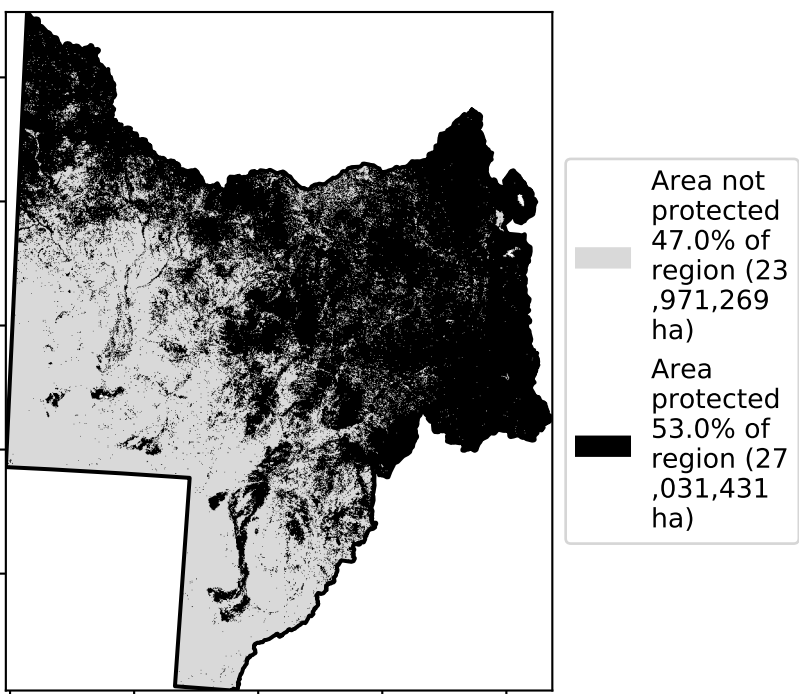 Area not
protected
47.0% of
region (23
,971,269
ha)
Area
protected
53.0% of
region (27
,031,431
ha)